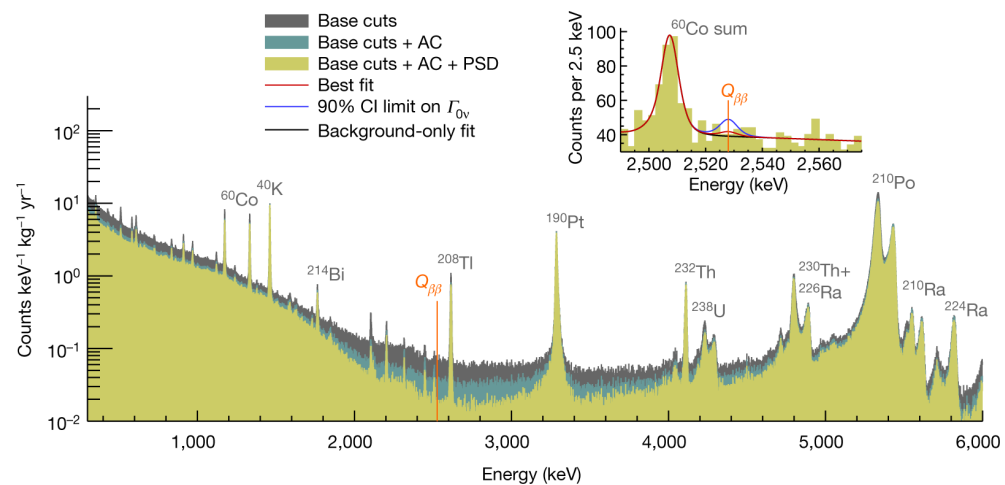 Base cuts
Base cuts + AC
Base cuts + AC + PSD
Best fit
90% CI limit on Γ₀ᵥ
Background-only fit
Counts per 2.5 keV
100
80
60
40
⁶⁰Co sum
Qββ
2,500
2,520
2,540
2,560
Energy (keV)
Counts keV⁻¹ kg⁻¹ yr⁻¹
10²
10¹
10⁰
10⁻¹
10⁻²
⁶⁰Co
⁴⁰K
²¹⁴Bi
Qββ
²⁰⁸Tl
¹⁹⁰Pt
²³²Th
²³⁸U
²³⁰Th+
²²⁶Ra
²¹⁰Po
²¹⁰Ra
²²⁴Ra
1,000
2,000
3,000
4,000
5,000
6,000
Energy (keV)